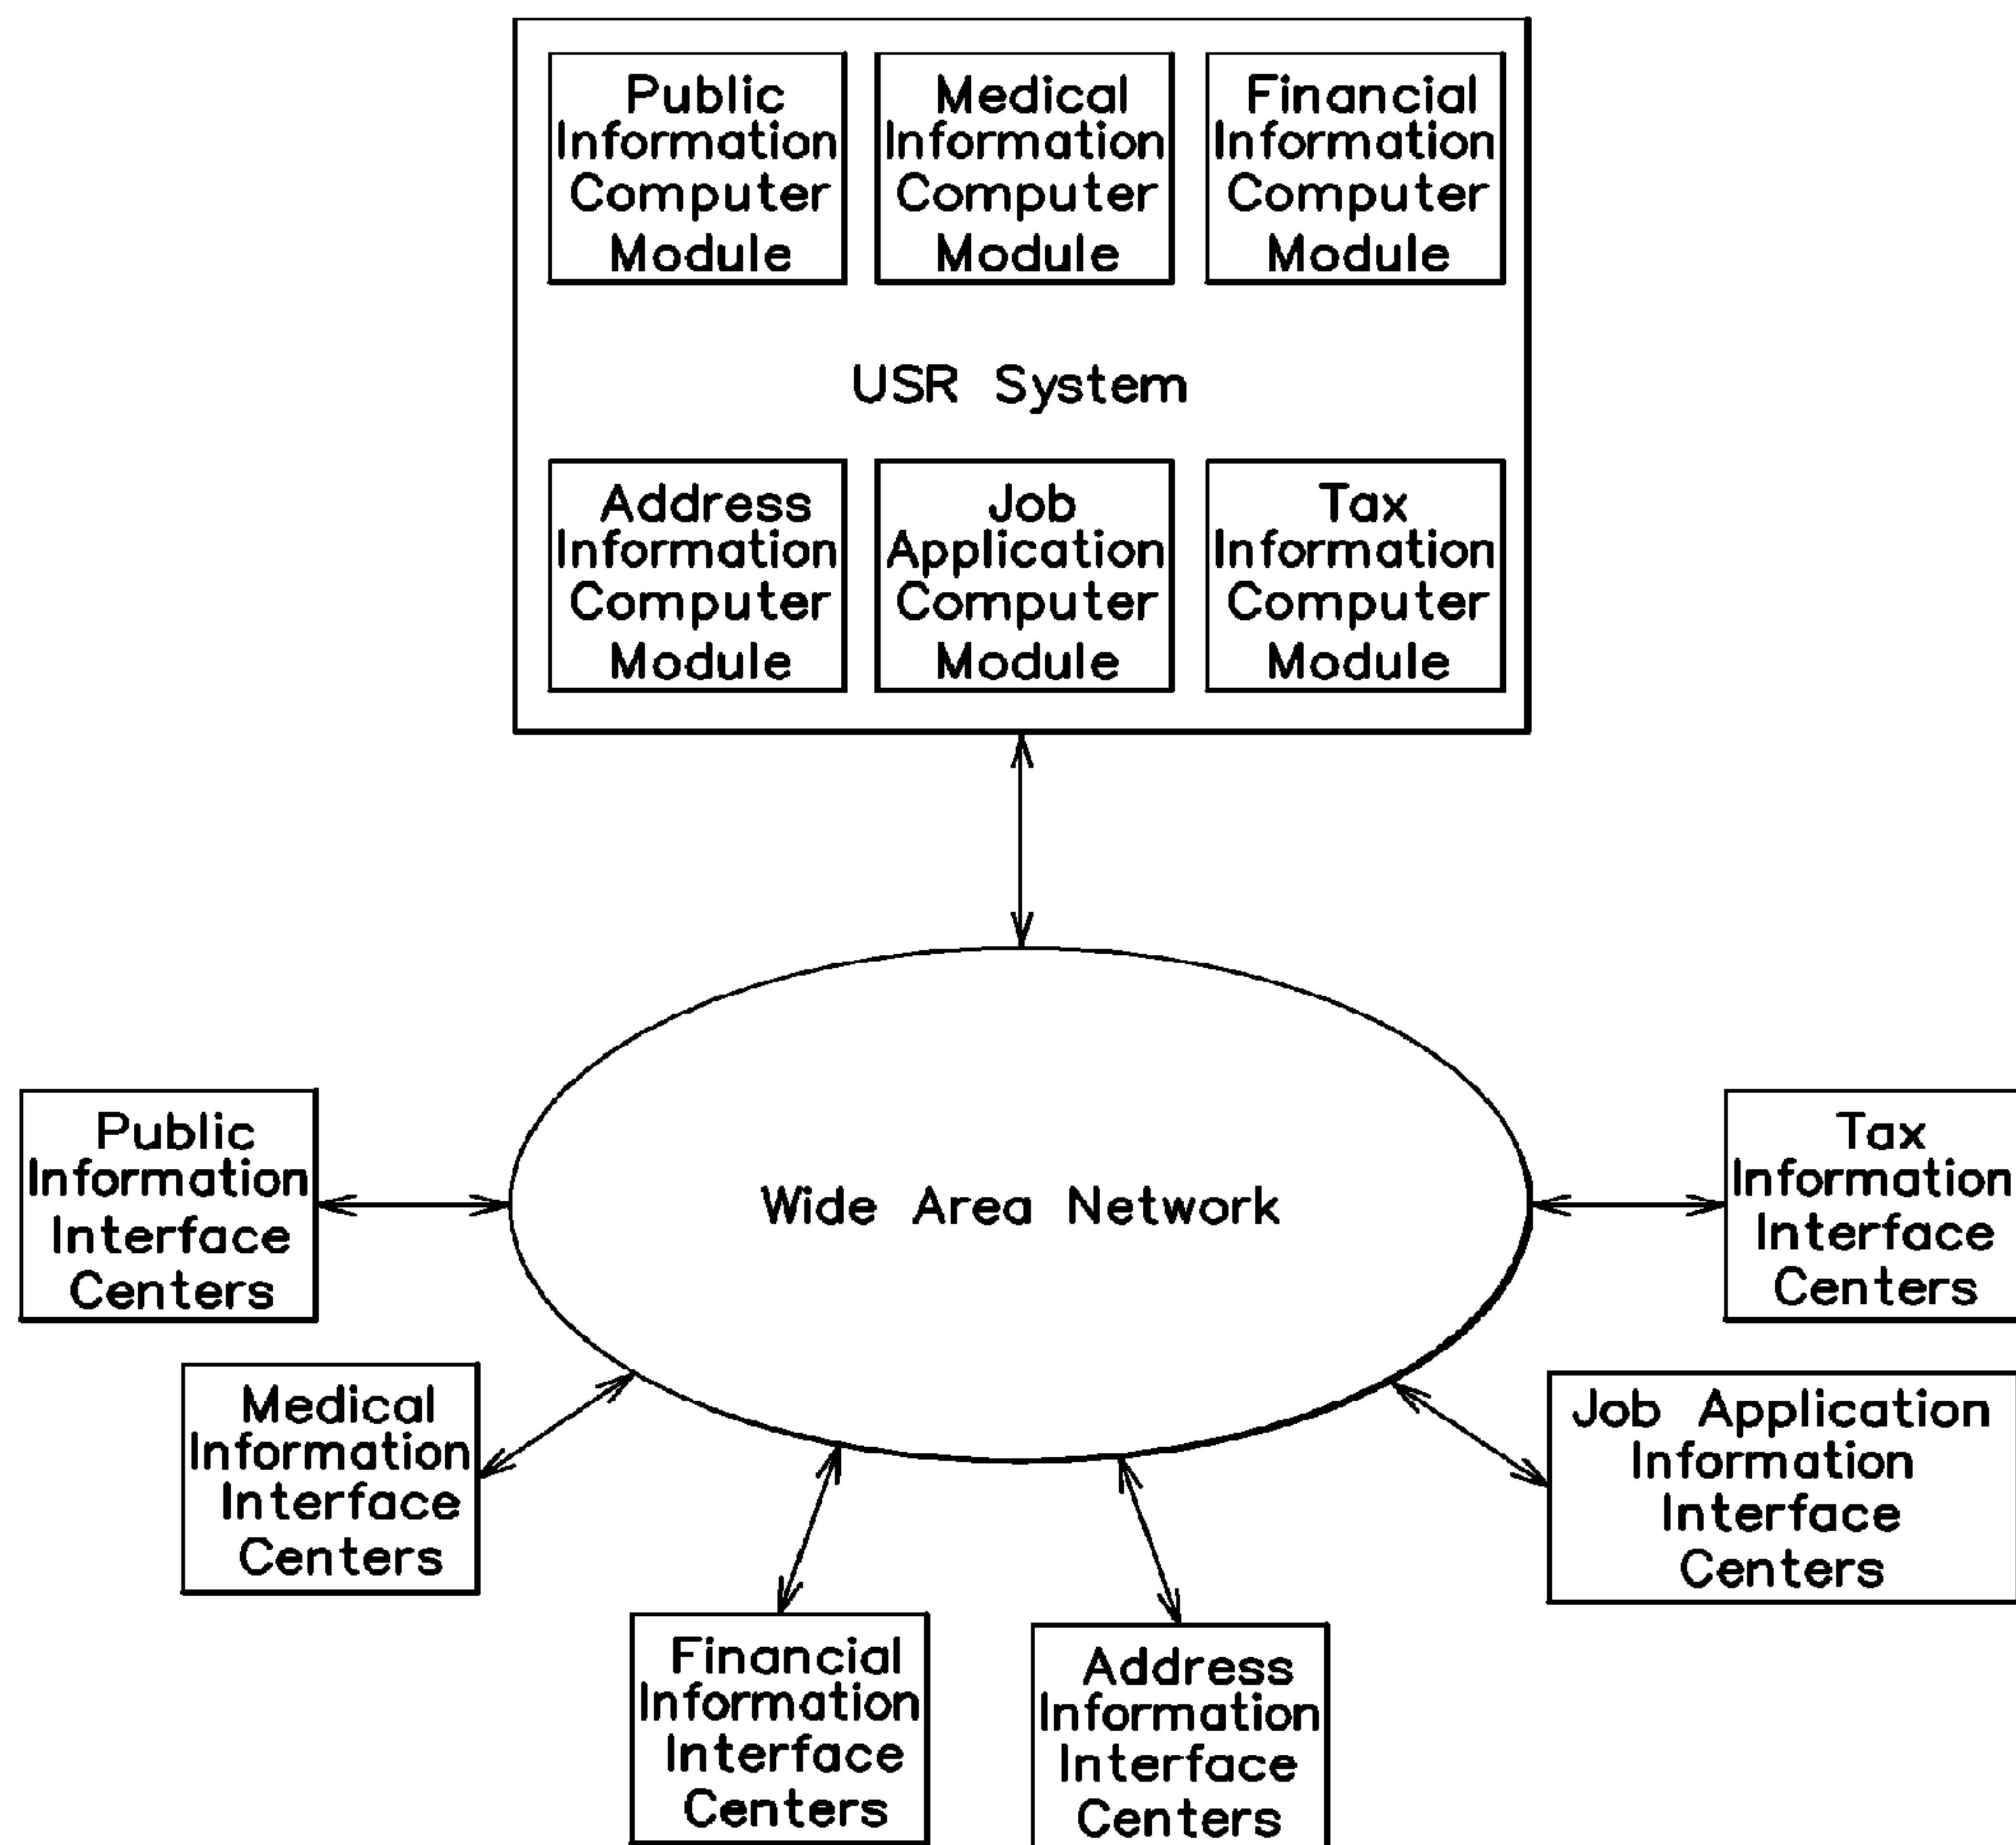 Public
Information
Computer
Module
Medical
Information
Computer
Module
Financial
Information
Computer
Module
USR System
Address
Information
Computer
Module
Job
Application
Computer
Module
Tax
Information
Computer
Module
Wide Area Network
Public
Information
Interface
Centers
Medical
Information
Interface
Centers
Financial
Information
Interface
Centers
Address
Information
Interface
Centers
Job Application
Information
Interface
Centers
Tax
Information
Interface
Centers